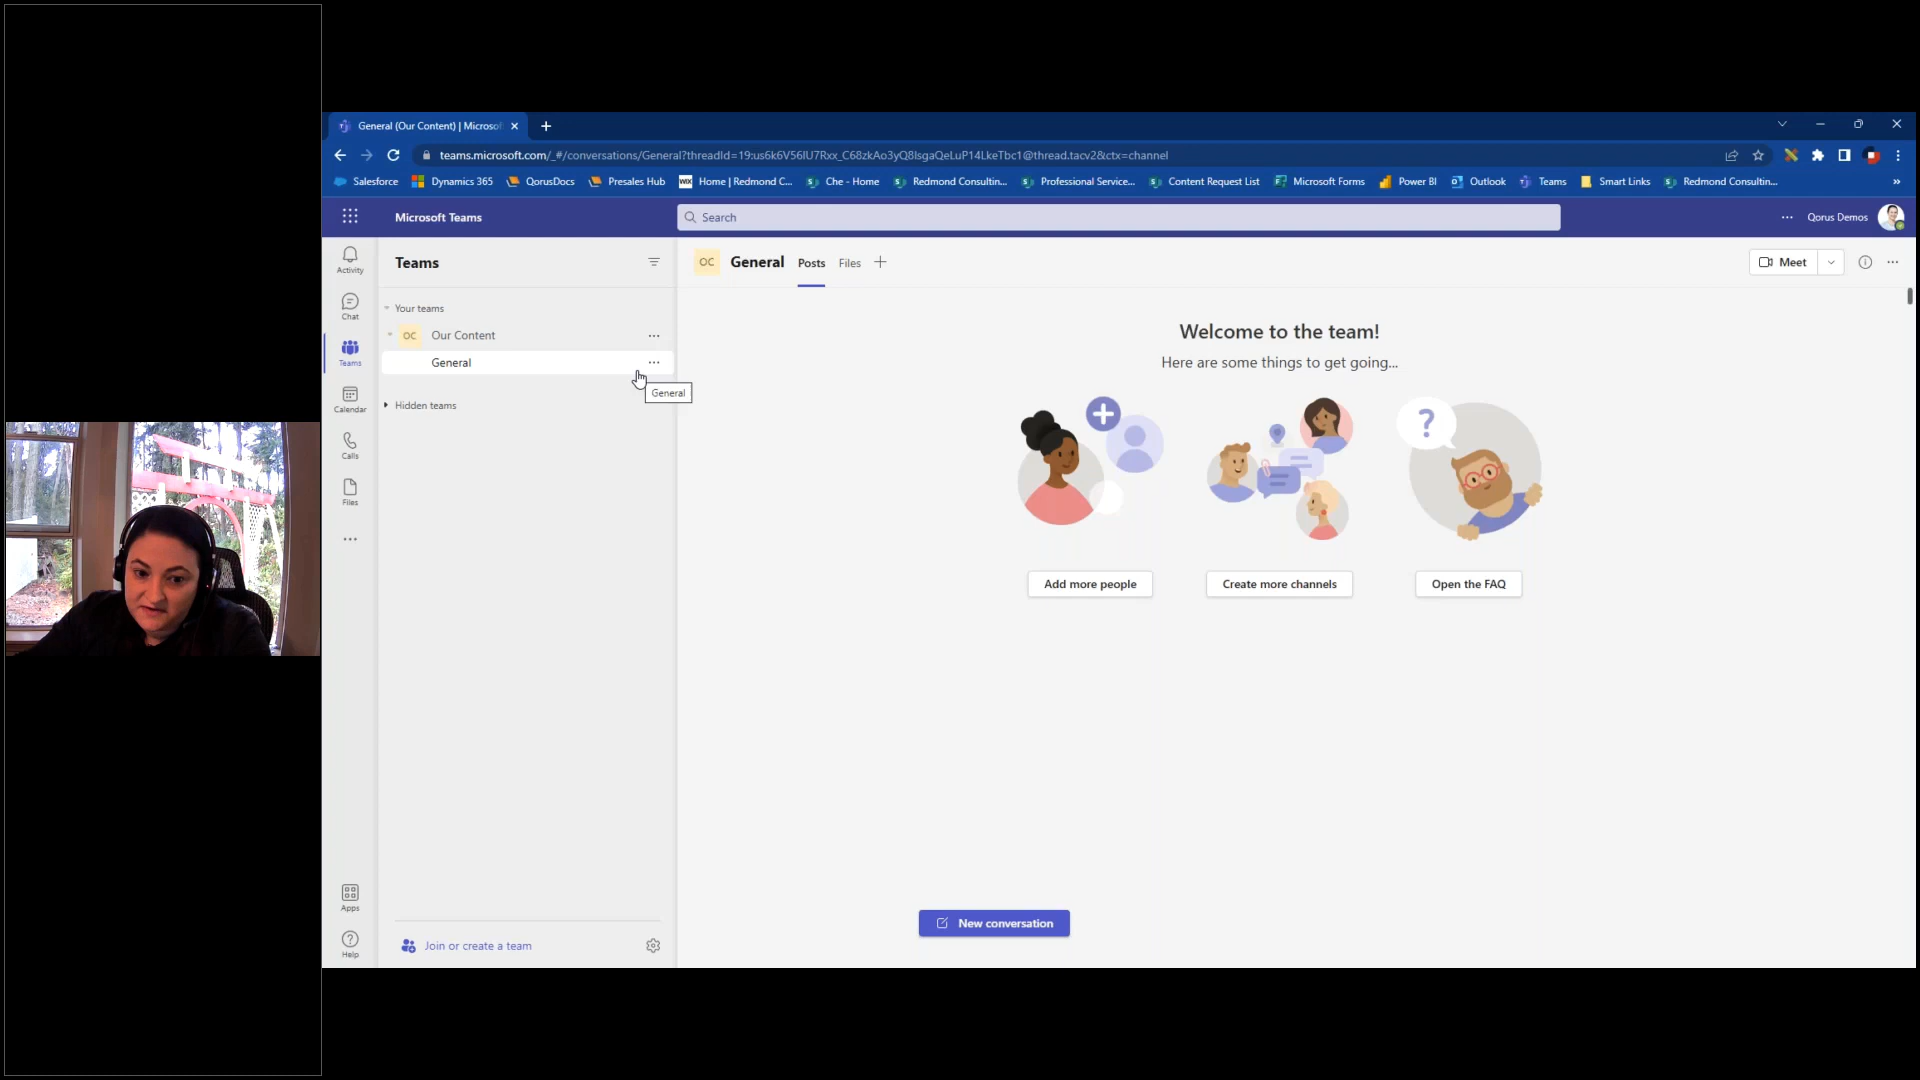 General (Our Content) | Microso
teams.microsoft.com/_#/conversations/General?threadId=19:us6k6V56IU7Rxx_C68zkAo3yQ8IsgaQeLuP14LkeTbc1@thread.tacv2&ctx=channel
Salesforce Dynamics 365 QorusDocs Presales Hub Home | Redmond C... Che - Home Redmond Consultin... Professional Service... Content Request List Microsoft Forms Power BI Outlook Teams Smart Links Redmond Consultin... »
Microsoft Teams
Search
Qorus Demos
Activity
Chat
Teams
Calendar
Calls
Files
Apps
Help
Teams
Your teams
OC Our Content
General
General
Hidden teams
Join or create a team
OC General Posts Files
Meet
Welcome to the team!
Here are some things to get going...
?
Add more people Create more channels Open the FAQ
New conversation